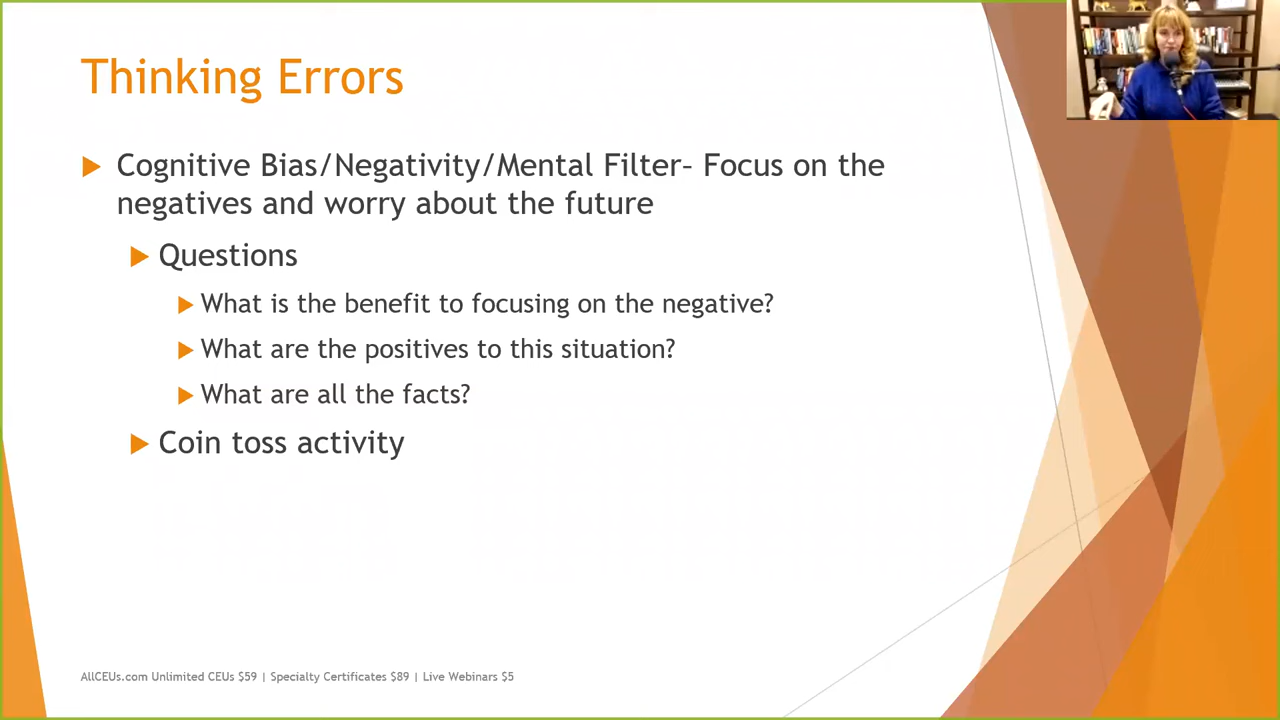 Thinking Errors
Cognitive Bias/Negativity/Mental Filter– Focus on the
negatives and worry about the future
Questions
What is the benefit to focusing on the negative?
What are the positives to this situation?
What are all the facts?
Coin toss activity
AllCEUs.com Unlimited CEUs $59 | Specialty Certificates $89 | Live Webinars $5